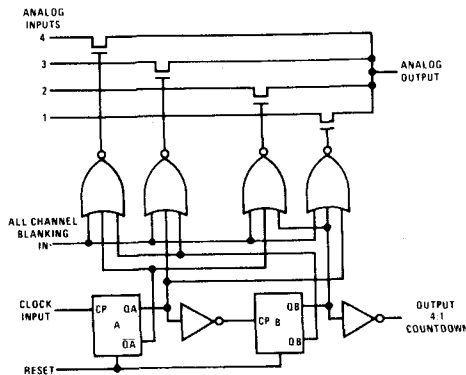 ANALOG
INPUTS
4
3
2
1
ANALOG
OUTPUT
ALL CHANNEL
BLANKING
IN
CLOCK
INPUT
CP QA
A
QA
CP B QB
QB
OUTPUT
4:1
COUNTDOWN
RESET